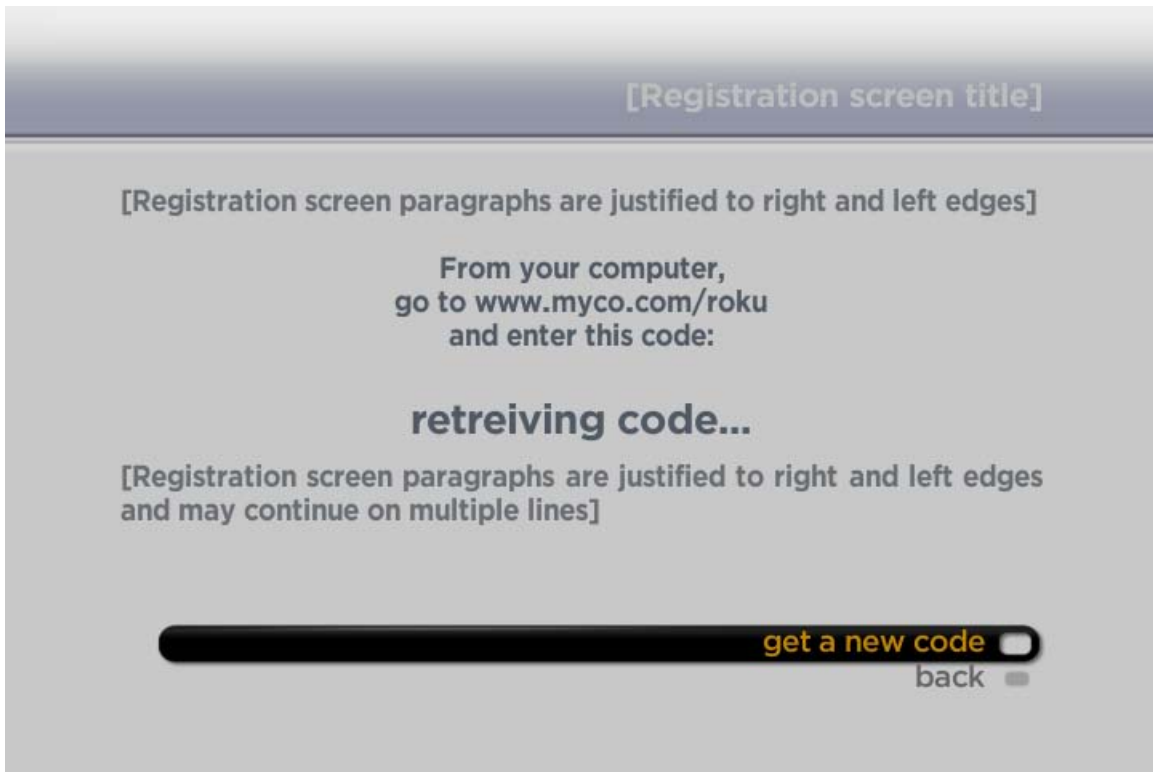 [Registration screen title]
[Registration screen paragraphs are justified to right and left edges]
From your computer,
go to www.myco.com/roku
and enter this code:
retreiving code...
[Registration screen paragraphs are justified to right and left edges
and may continue on multiple lines]
get a new code
back